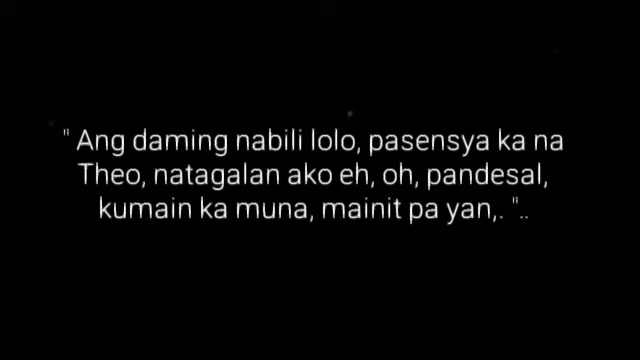 " Ang daming nabili lolo, pasensya ka na
Theo, natagalan ako eh, oh, pandesal,
kumain ka muna, mainit pa yan,. "..